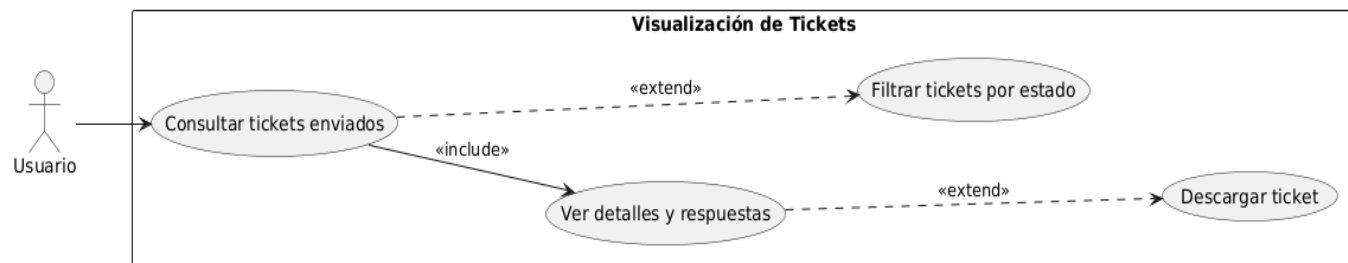 Visualización de Tickets
Usuario
Consultar tickets enviados
«extend»
Filtrar tickets por estado
«include»
Ver detalles y respuestas
«extend»
Descargar ticket